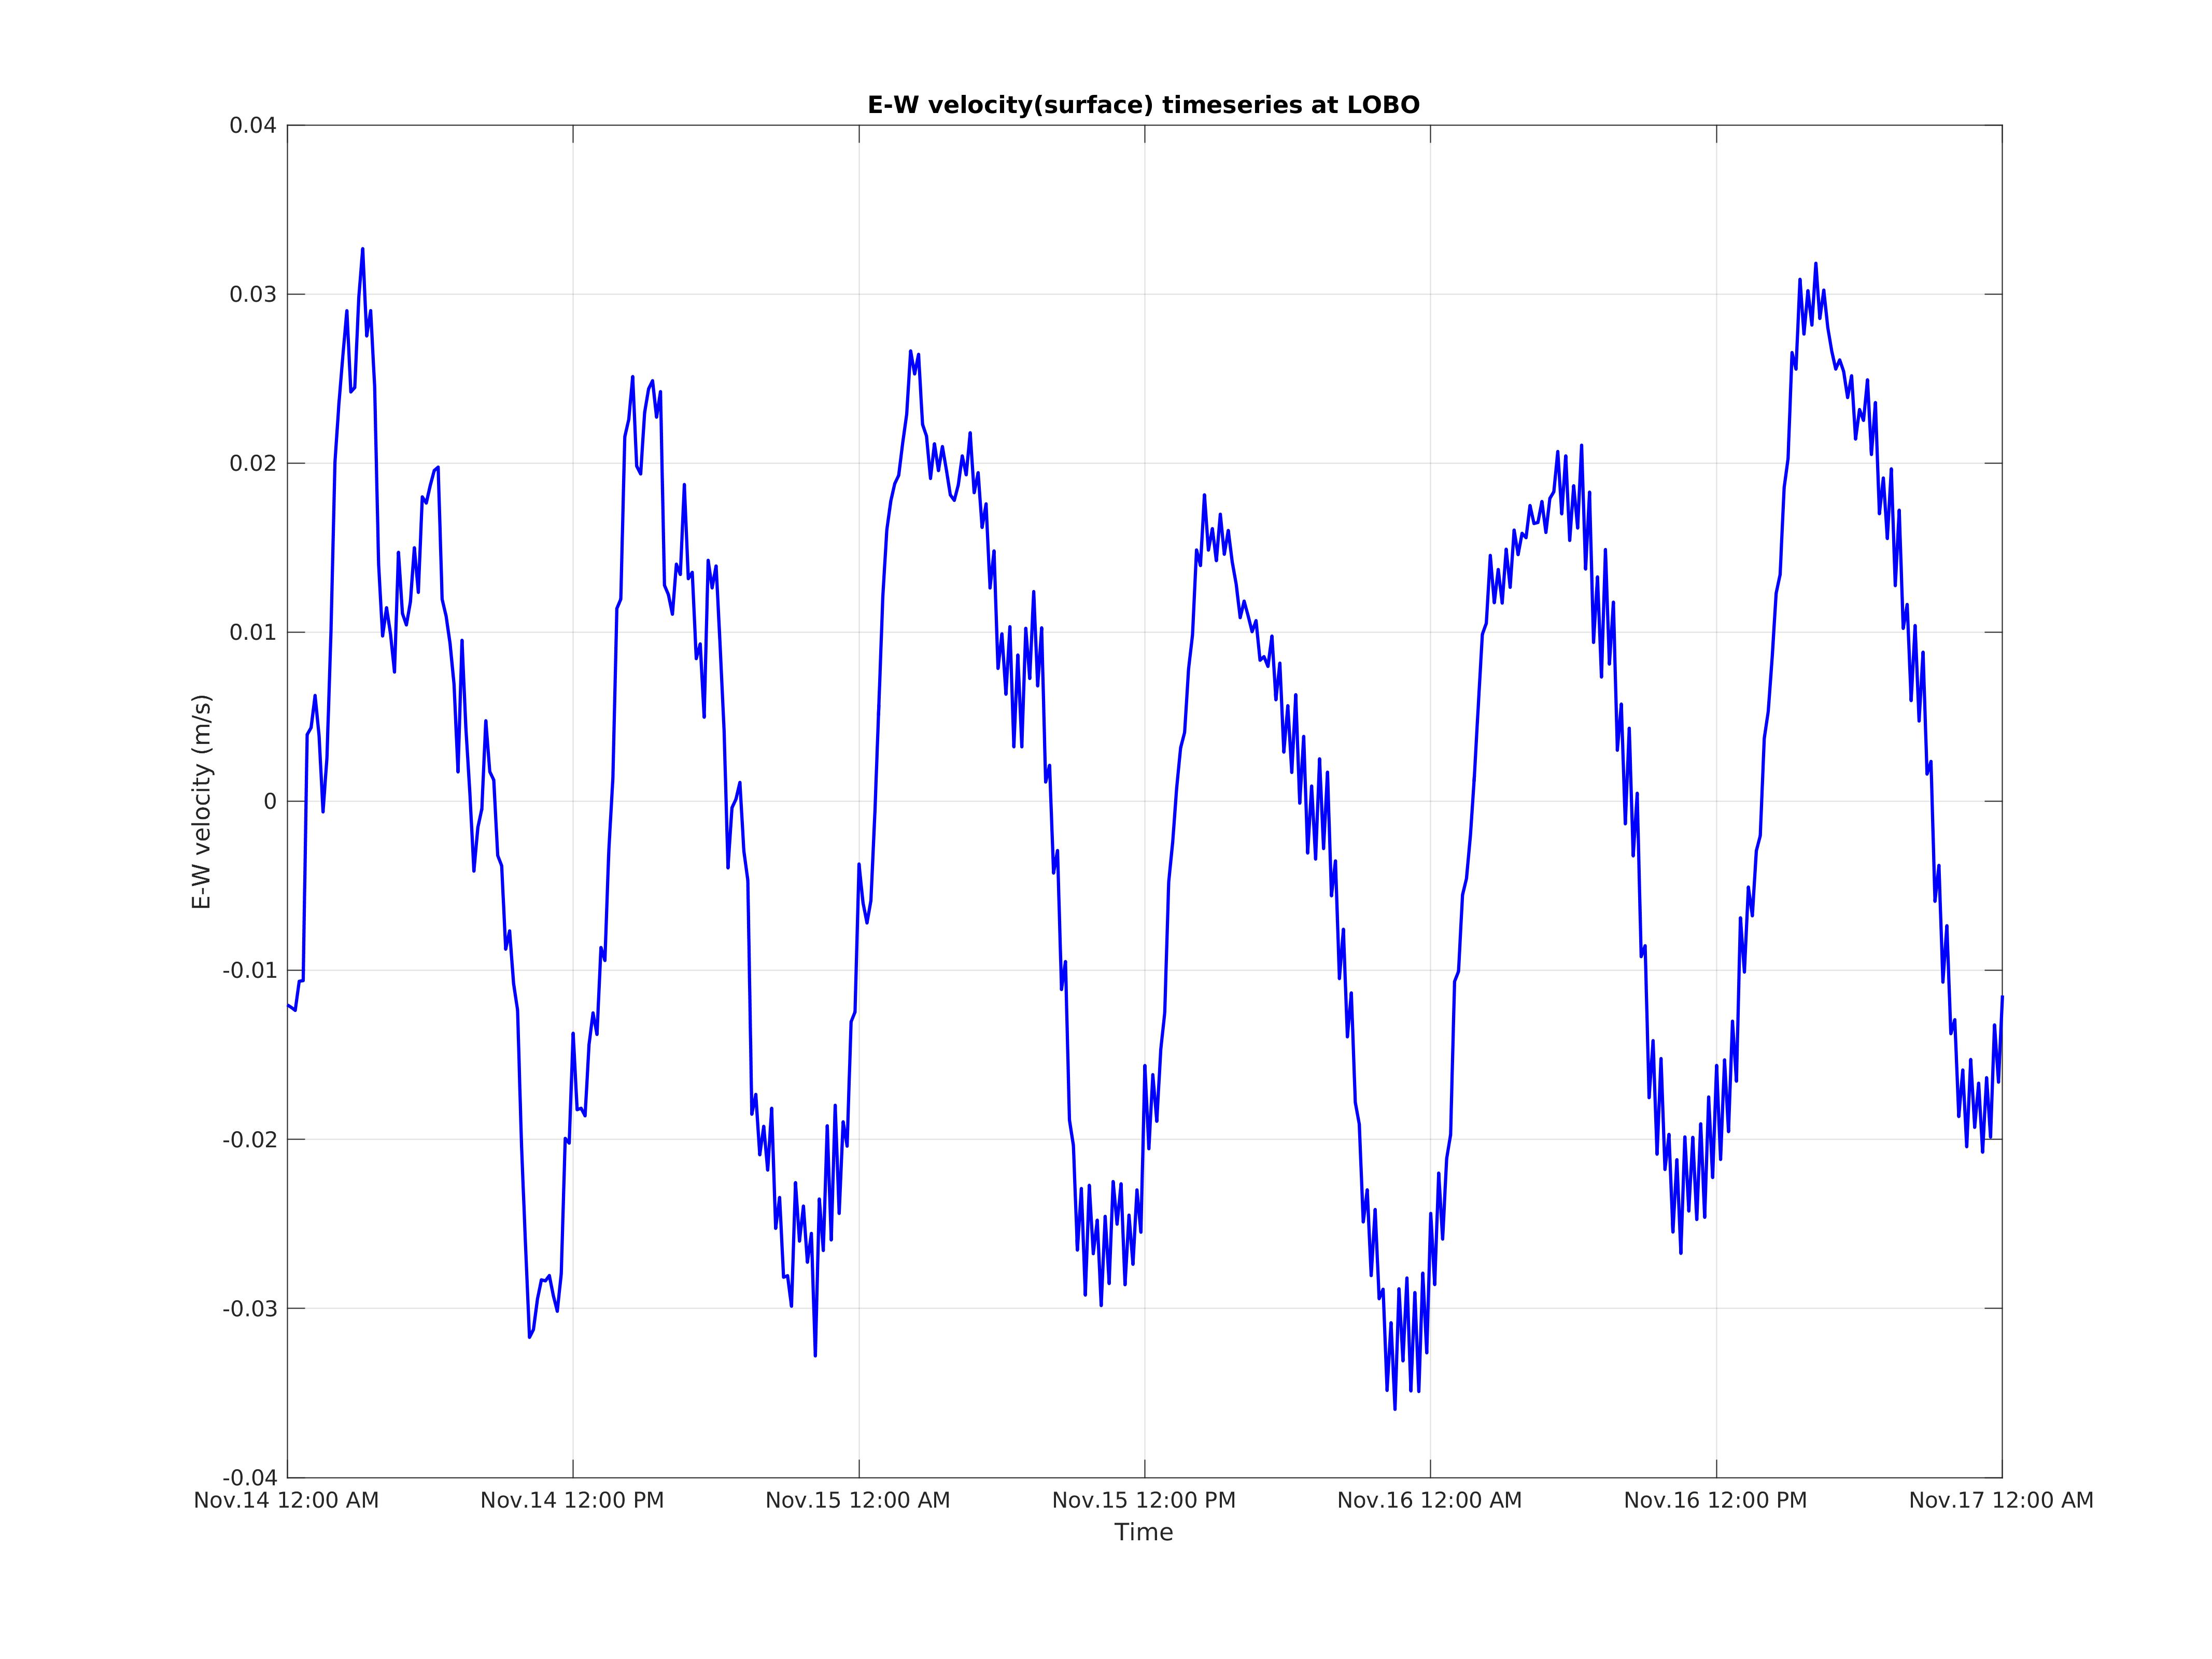 E-W velocity(surface) timeseries at LOBO
0.04
0.03
0.02
0.01
0
-0.01
-0.02
-0.03
-0.04
E-W velocity (m/s)
Nov.14 12:00 AM
Nov.14 12:00 PM
Nov.15 12:00 AM
Nov.15 12:00 PM
Nov.16 12:00 AM
Nov.16 12:00 PM
Nov.17 12:00 AM
Time